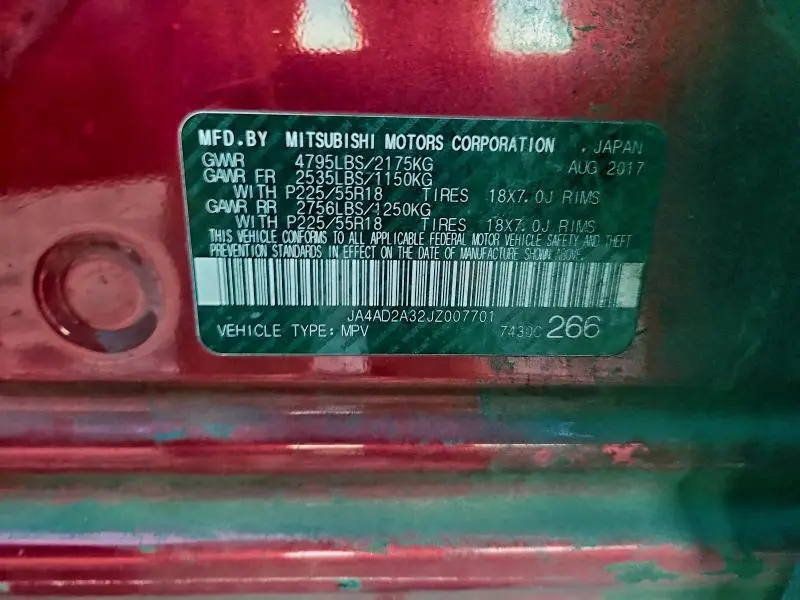 MFD.BY MITSUBISHI MOTORS CORPORATION , JAPAN
GVWR 4795LBS/2175KG AUG 2017
GAWR FR 2535LBS/1150KG
WITH P225/55R18 TIRES 18X7.0J RIMS
GAWR RR 2756LBS/1250KG
WITH P225/55R18 TIRES 18X7.0J RIMS
THIS VEHICLE CONFORMS TO ALL APPLICABLE FEDERAL MOTOR VEHICLE SAFETY AND THEFT
PREVENTION STANDARDS IN EFFECT ON THE DATE OF MANUFACTURE SHOWN ABOVE.
JA4AD2A32JZ007701
VEHICLE TYPE: MPV 7430C 266